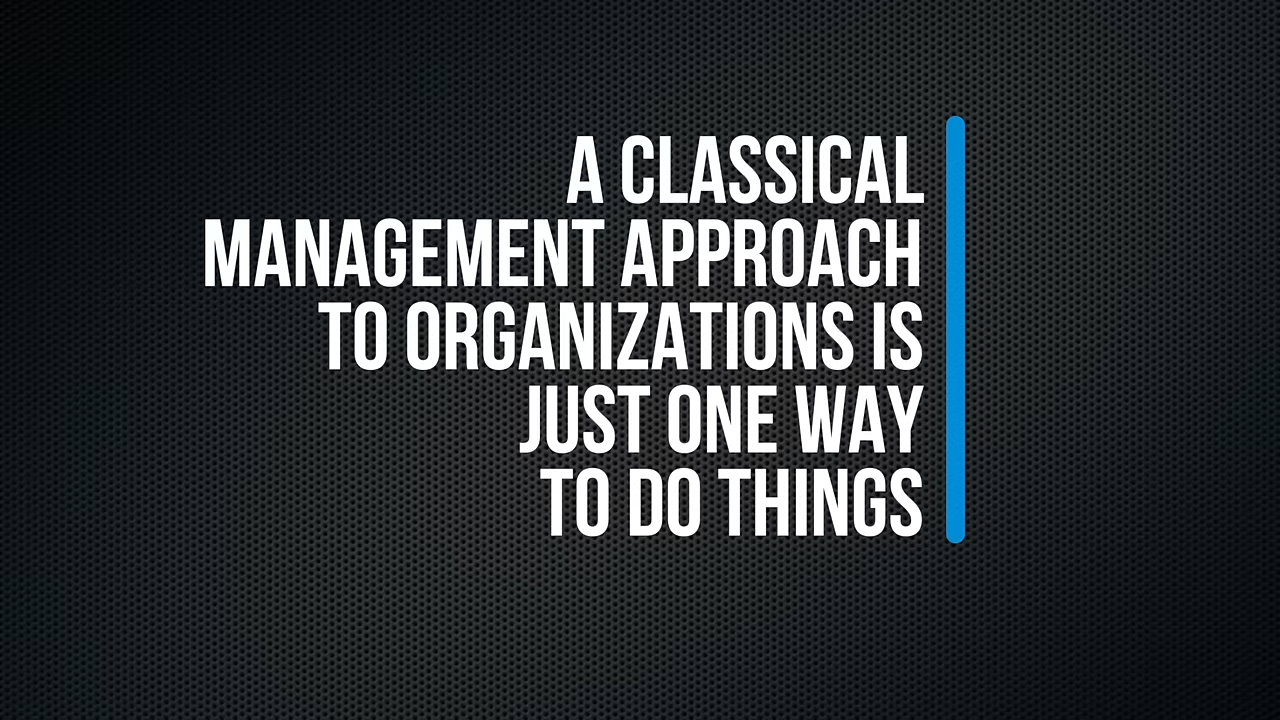 A CLASSICAL
MANAGEMENT APPROACH
TO ORGANIZATIONS IS
JUST ONE WAY
TO DO THINGS